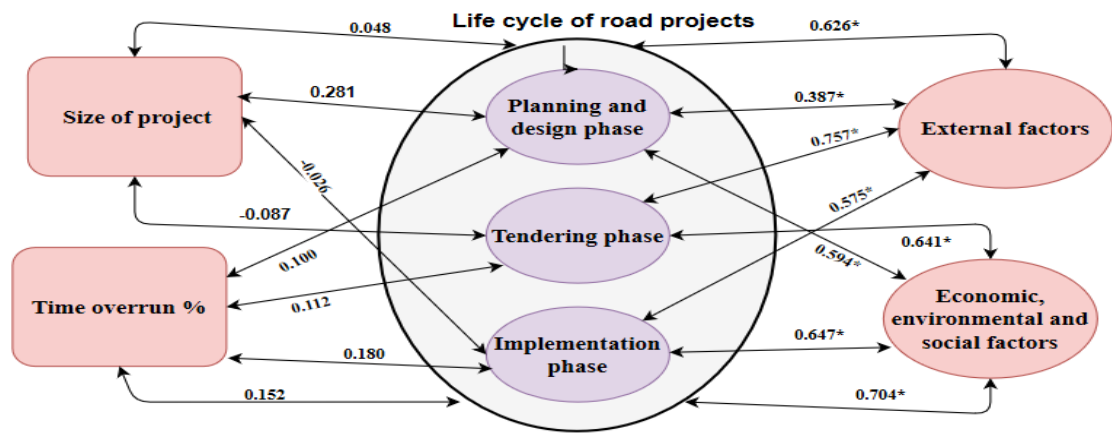 Life cycle of road projects
0.048
0.626*
Size of project
0.281
Planning and
design phase
0.387*
External factors
0.757*
-0.026
0.575*
-0.087
Tendering phase
0.641*
0.100
0.594*
0.112
Time overrun %
Economic,
environmental and
social factors
Implementation
phase
0.647*
0.180
0.152
0.704*